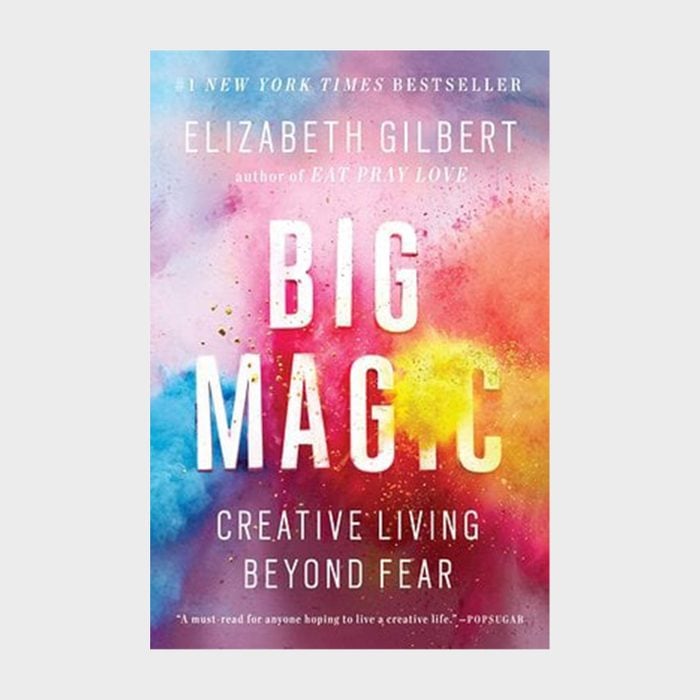 #1 NEW YORK TIMES BESTSELLER
ELIZABETH GILBERT
author of EAT PRAY LOVE
BIG
MAGIC
CREATIVE LIVING
BEYOND FEAR
“A must-read for anyone hoping to live a creative life.”—POPSUGAR